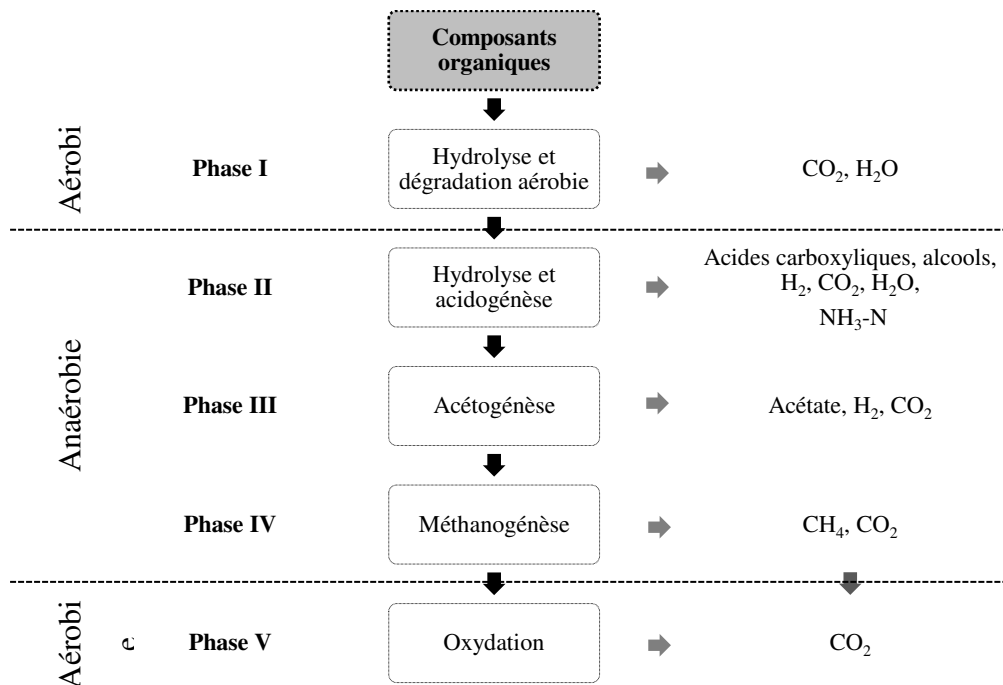 Composants
organiques
Aérobi
Phase I
Hydrolyse et
dégradation aérobie
CO₂, H₂O
Anaérobie
Phase II
Hydrolyse et
acidogénèse
Acides carboxyliques, alcools,
H₂, CO₂, H₂O,
NH₃-N
Phase III
Acétogénèse
Acétate, H₂, CO₂
Phase IV
Méthanogénèse
CH₄, CO₂
Aérobi
e
Phase V
Oxydation
CO₂